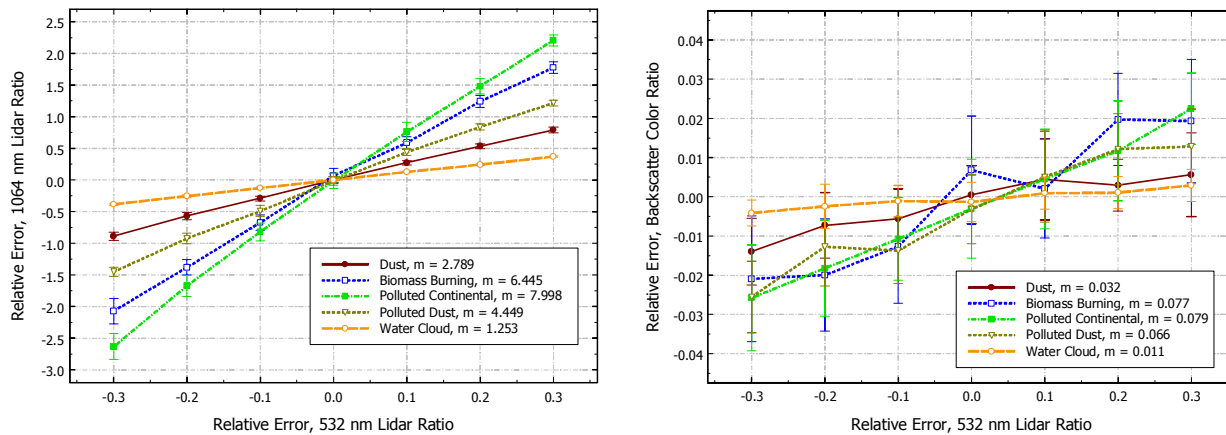 Relative Error, 1064 nm Lidar Ratio
2.5
2.0
1.5
1.0
0.5
0.0
-0.5
-1.0
-1.5
-2.0
-2.5
-3.0
Dust, m = 2.789
Biomass Burning, m = 6.445
Polluted Continental, m = 7.998
Polluted Dust, m = 4.449
Water Cloud, m = 1.253
-0.3 -0.2 -0.1 0.0 0.1 0.2 0.3
Relative Error, 532 nm Lidar Ratio
Relative Error, Backscatter Color Ratio
0.04
0.03
0.02
0.01
0.00
-0.01
-0.02
-0.03
-0.04
Dust, m = 0.032
Biomass Burning, m = 0.077
Polluted Continental, m = 0.079
Polluted Dust, m = 0.066
Water Cloud, m = 0.011
-0.3 -0.2 -0.1 0.0 0.1 0.2 0.3
Relative Error, 532 nm Lidar Ratio